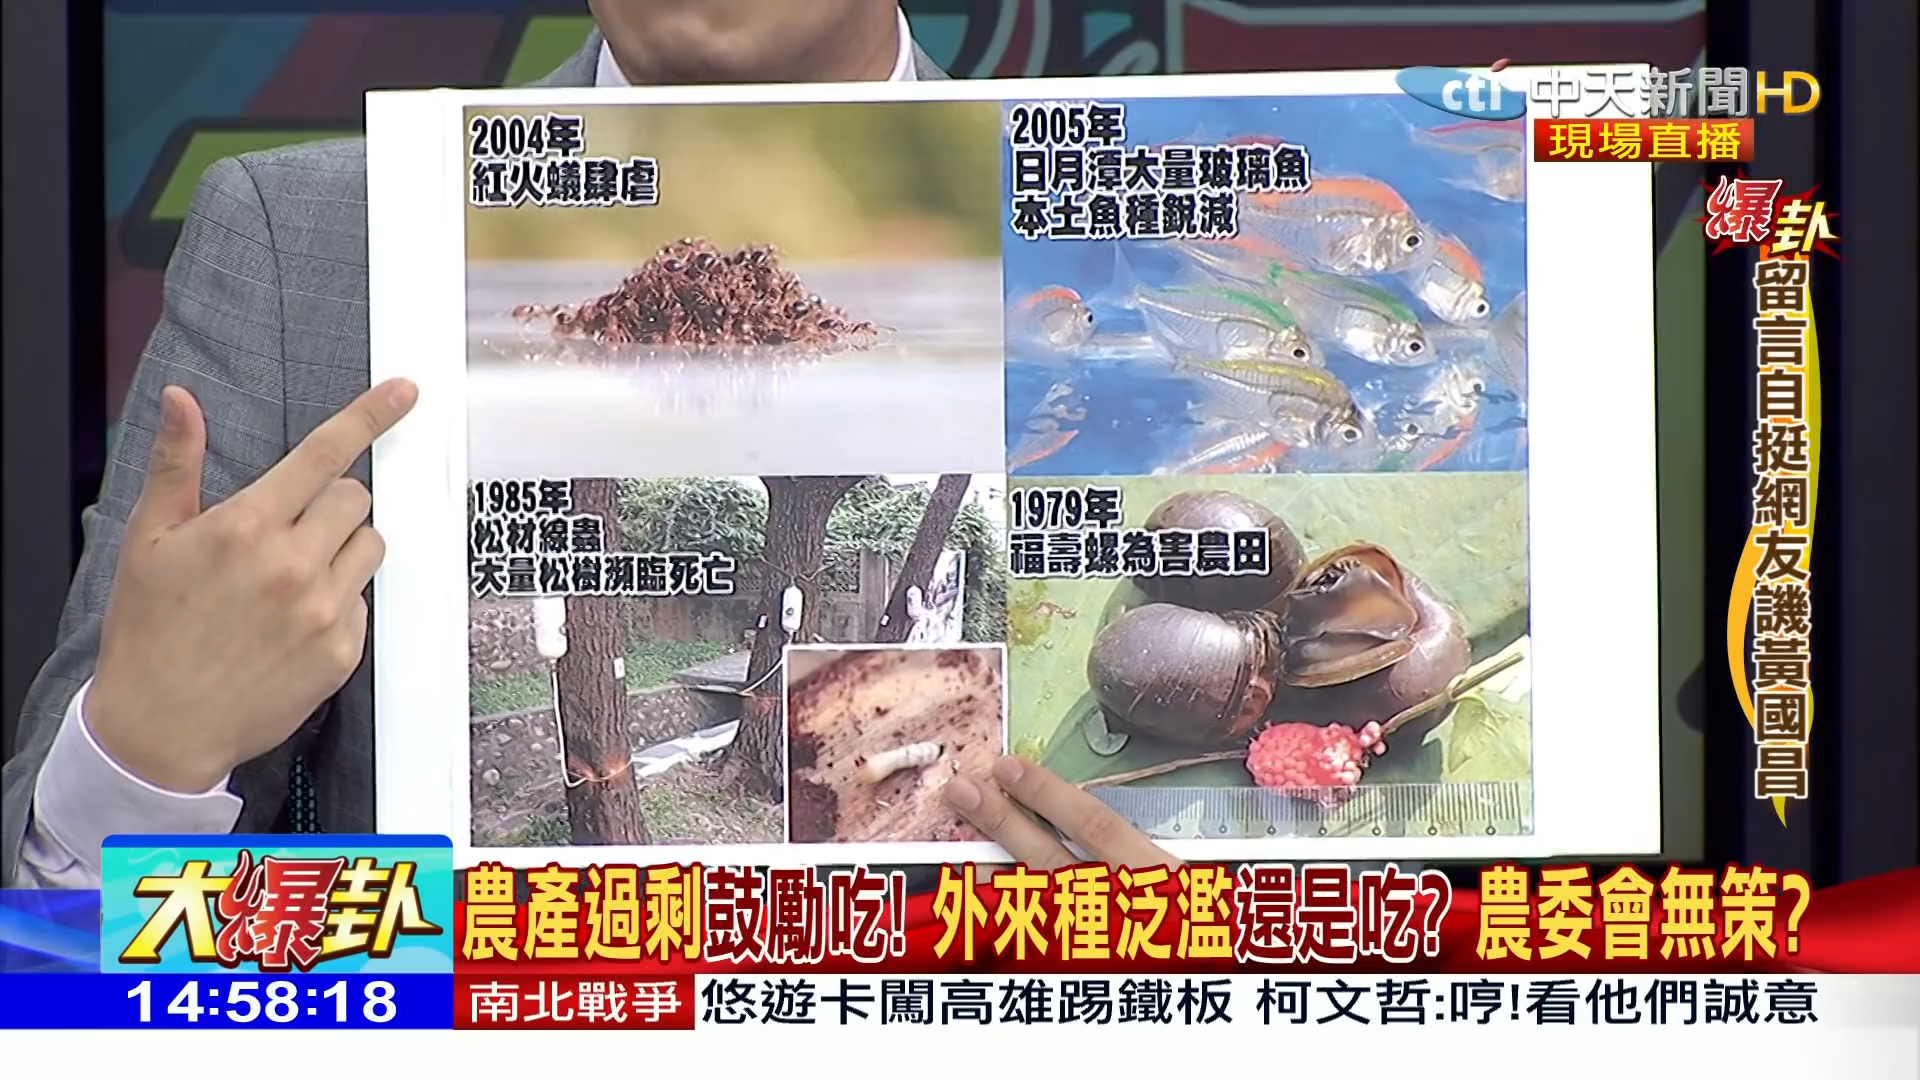 cti 中天新聞HD
現場直播
2004年
紅火蟻肆虐
2005年
日月潭大量玻璃魚
本土魚種銳減
1985年
松材線蟲
大量松樹瀕臨死亡
1979年
福壽螺為害農田
爆卦
留言自挺網友譏黃國昌
大爆卦
農產過剩鼓勵吃! 外來種泛濫還是吃? 農委會無策?
14:58:18
南北戰爭 悠遊卡闖高雄踢鐵板 柯文哲:哼!看他們誠意